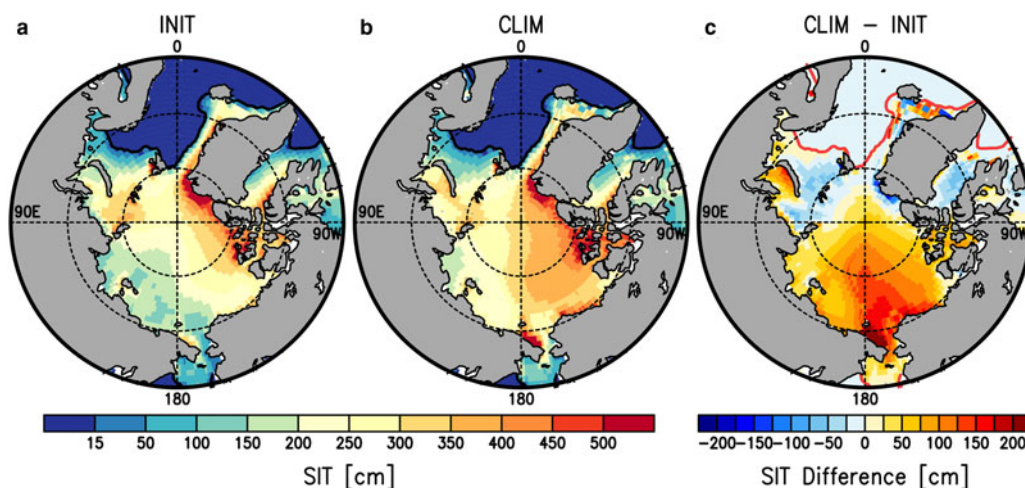 a INIT b CLIM c CLIM − INIT
0 0 0
90E 90W 90E 90W 90E 90W
180 180 180
15 50 100 150 200 250 300 350 400 450 500 −200 −150 −100 −50 0 50 100 150 200
SIT [cm] SIT Difference [cm]